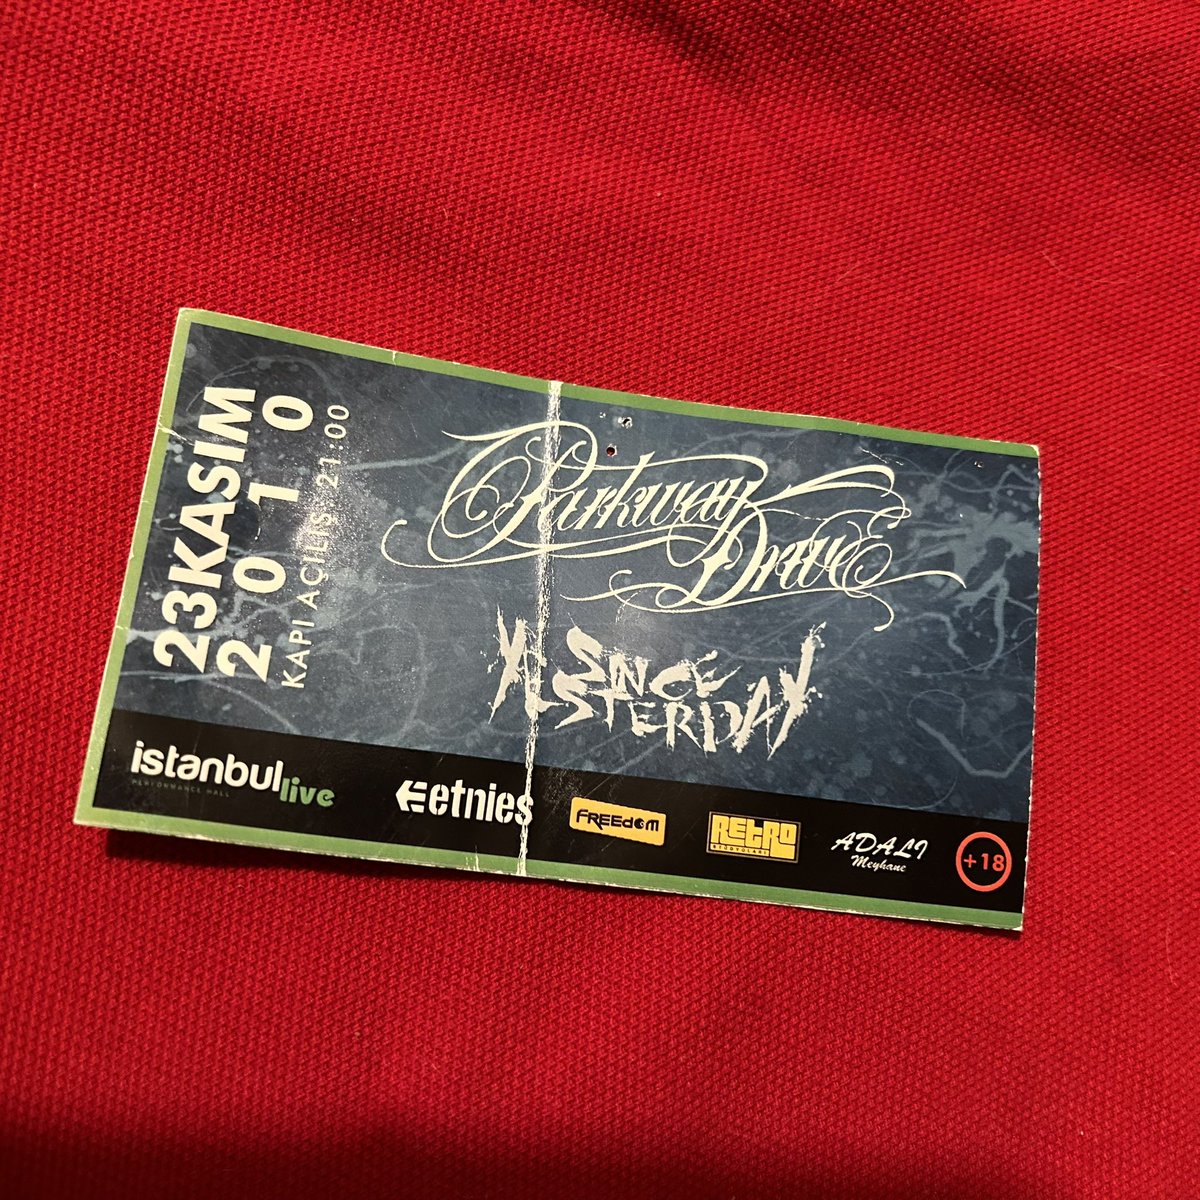 23KASIM
2010
KAPI AÇILIŞ 21:00
Parkway
Drive
SINCE
YESTERDAY
istanbul
live
PERFORMANCE HALL
etnies
FREEdOM
RETRO
STÜDYOLARI
ADALI
Meyhane
+18